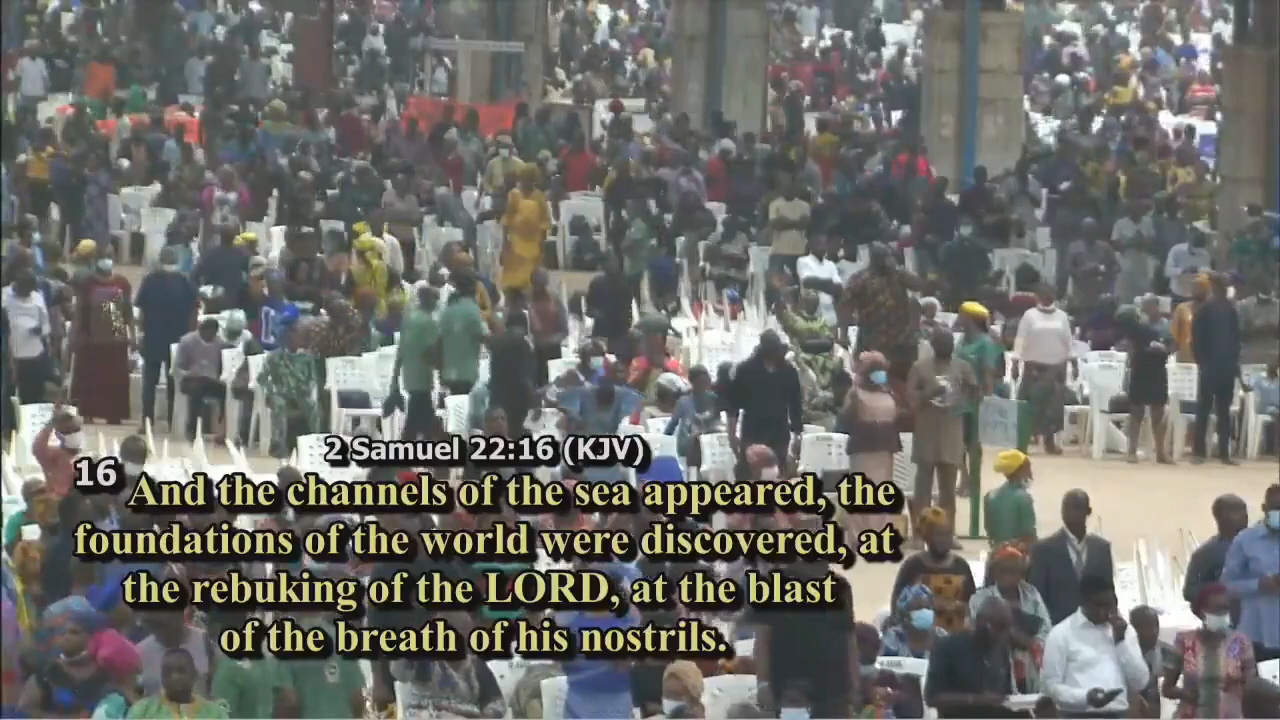 2 Samuel 22:16 (KJV)
16 And the channels of the sea appeared, the
foundations of the world were discovered, at
the rebuking of the LORD, at the blast
of the breath of his nostrils.